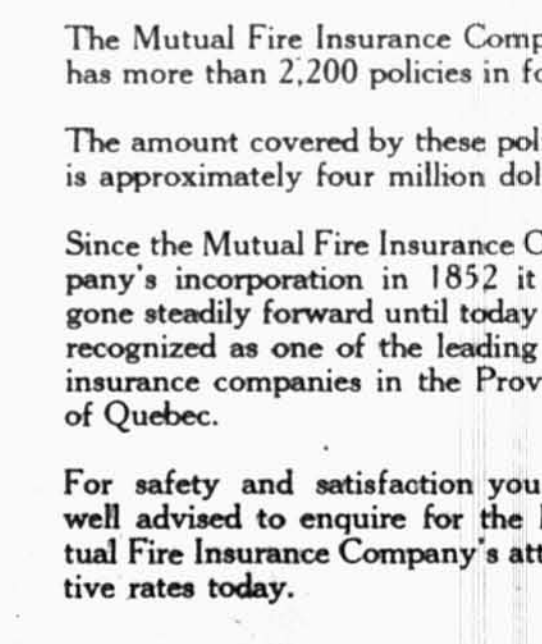 The Mutual Fire Insurance Comp
has more than 2,200 policies in fo
The amount covered by these pol
is approximately four million dol
Since the Mutual Fire Insurance C
pany's incorporation in 1852 it
gone steadily forward until today
recognized as one of the leading
insurance companies in the Prov
of Quebec.
For safety and satisfaction you
well advised to enquire for the
tual Fire Insurance Company's att
tive rates today.